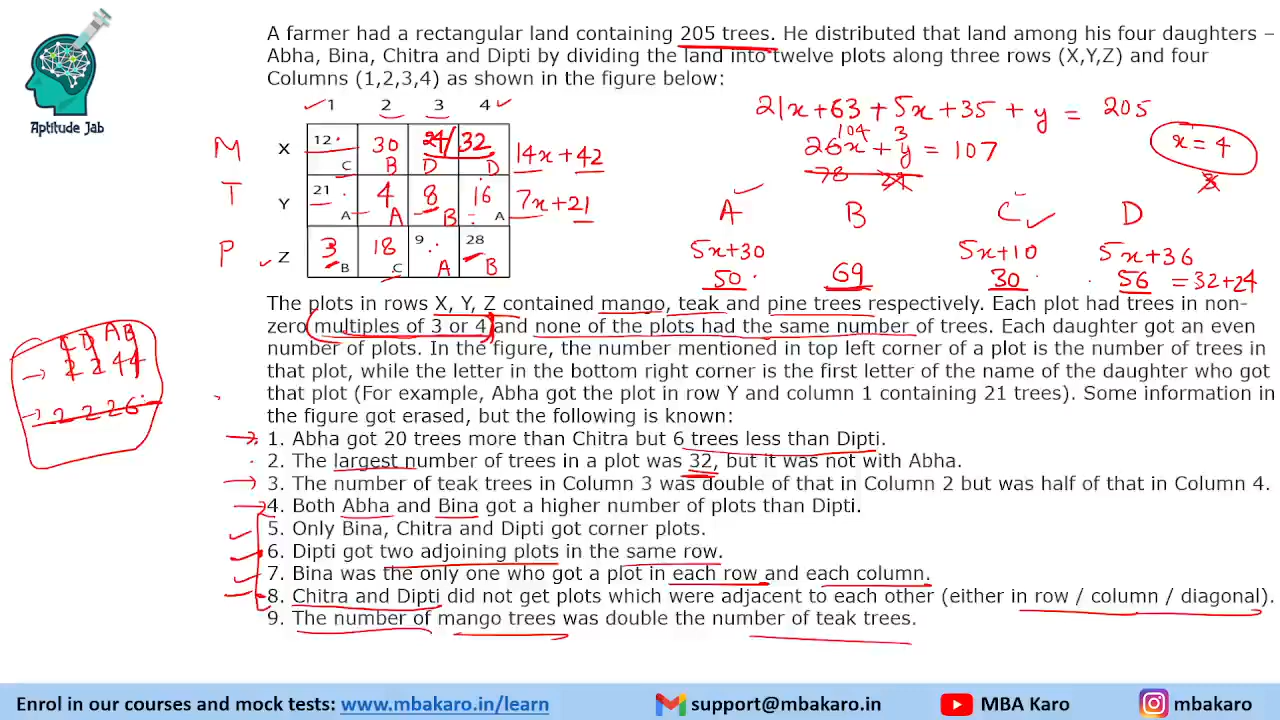 A farmer had a rectangular land containing 205 trees. He distributed that land among his four daughters –
Abha, Bina, Chitra and Dipti by dividing the land into twelve plots along three rows (X,Y,Z) and four
Columns (1,2,3,4) as shown in the figure below:
Aptitude Jab
1 2 3 4
21x+63 + 5x+35 + y = 205
M X 12 C 30 B 24/ D 32 D 14x+42
104 3
26x + y = 107
78 29
x = 4
3
T Y 21 A 4 A 8 B 16 A 7x+21
A B C D
P Z 3 B 18 C 9 A 28 B
5x+30 5x+10 5x+36
50 69 30 56 = 32+24
The plots in rows X, Y, Z contained mango, teak and pine trees respectively. Each plot had trees in non-
zero multiples of 3 or 4 and none of the plots had the same number of trees. Each daughter got an even
number of plots. In the figure, the number mentioned in top left corner of a plot is the number of trees in
that plot, while the letter in the bottom right corner is the first letter of the name of the daughter who got
that plot (For example, Abha got the plot in row Y and column 1 containing 21 trees). Some information in
the figure got erased, but the following is known:
C D A B
→ 2 2 4 4
→ 2 2 2 6
1. Abha got 20 trees more than Chitra but 6 trees less than Dipti.
2. The largest number of trees in a plot was 32, but it was not with Abha.
3. The number of teak trees in Column 3 was double of that in Column 2 but was half of that in Column 4.
4. Both Abha and Bina got a higher number of plots than Dipti.
5. Only Bina, Chitra and Dipti got corner plots.
6. Dipti got two adjoining plots in the same row.
7. Bina was the only one who got a plot in each row and each column.
8. Chitra and Dipti did not get plots which were adjacent to each other (either in row / column / diagonal).
9. The number of mango trees was double the number of teak trees.
Enrol in our courses and mock tests: www.mbakaro.in/learn support@mbakaro.in MBA Karo mbakaro